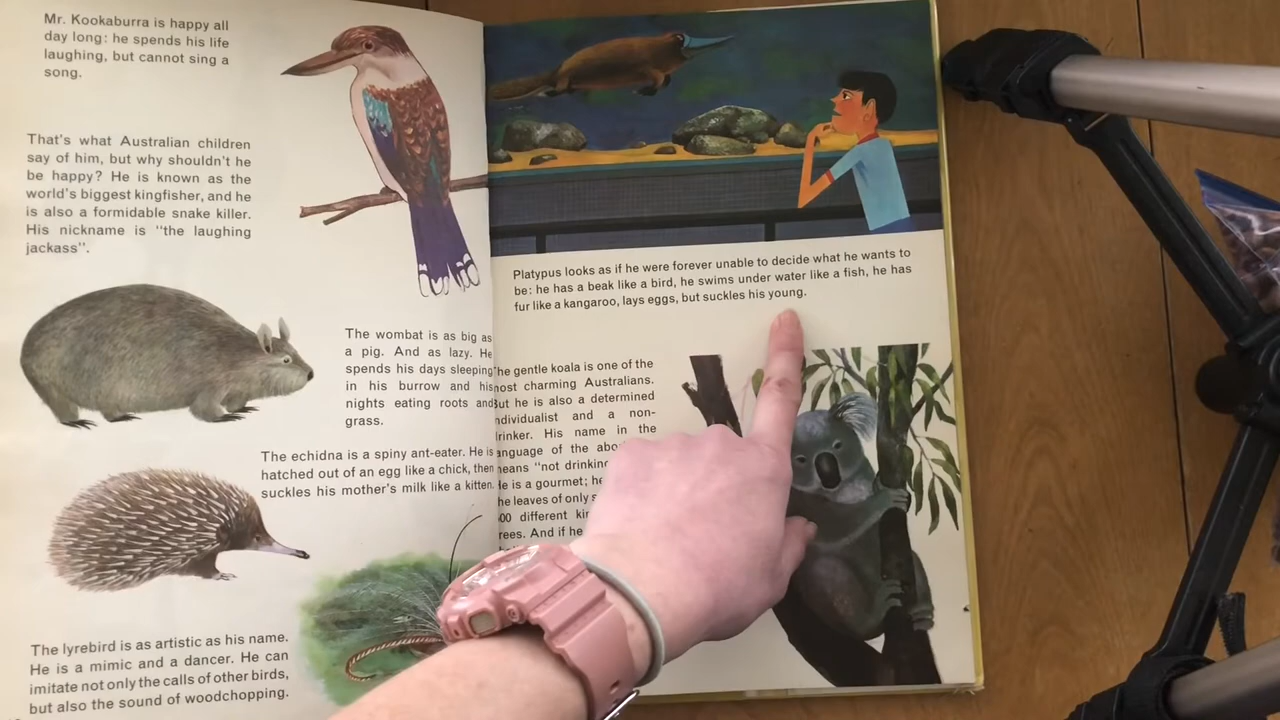 Mr. Kookaburra is happy all
day long: he spends his life
laughing, but cannot sing a
song.
That's what Australian children
say of him, but why shouldn't he
be happy? He is known as the
world's biggest kingfisher, and he
is also a formidable snake killer.
His nickname is "the laughing
jackass".
The wombat is as big as
a pig. And as lazy. He
spends his days sleeping
in his burrow and his
nights eating roots and
grass.
The echidna is a spiny ant-eater. He is
hatched out of an egg like a chick, then
suckles his mother's milk like a kitten.
The lyrebird is as artistic as his name.
He is a mimic and a dancer. He can
imitate not only the calls of other birds,
but also the sound of woodchopping.
Platypus looks as if he were forever unable to decide what he wants to
be: he has a beak like a bird, he swims under water like a fish, he has
fur like a kangaroo, lays eggs, but suckles his young.
gentle koala is one of the
charming Australians.
he is also a determined
and a non-
His name in the
of the
"not drinking
is a gourmet; he
leaves of only
different
And if he